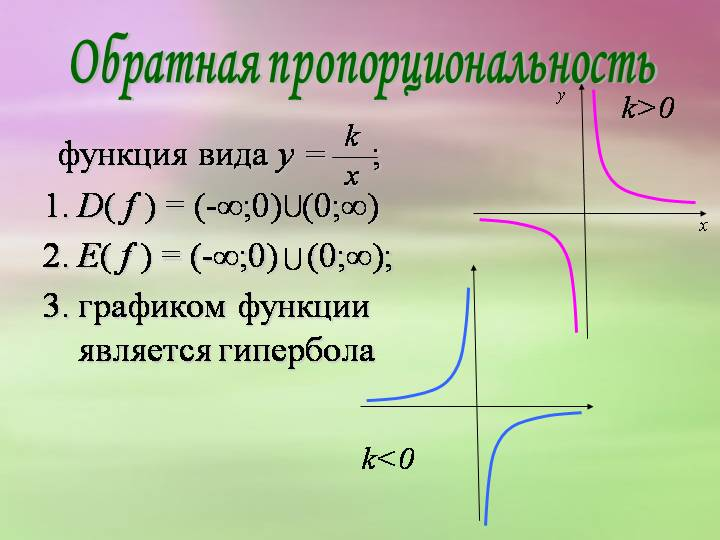 Обратная пропорциональность
y
k>0
функция вида y = k/x ;
x
1. D( f ) = (-∞;0)∪(0;∞)
2. E( f ) = (-∞;0)∪(0;∞);
3. графиком функции
является гипербола
k<0